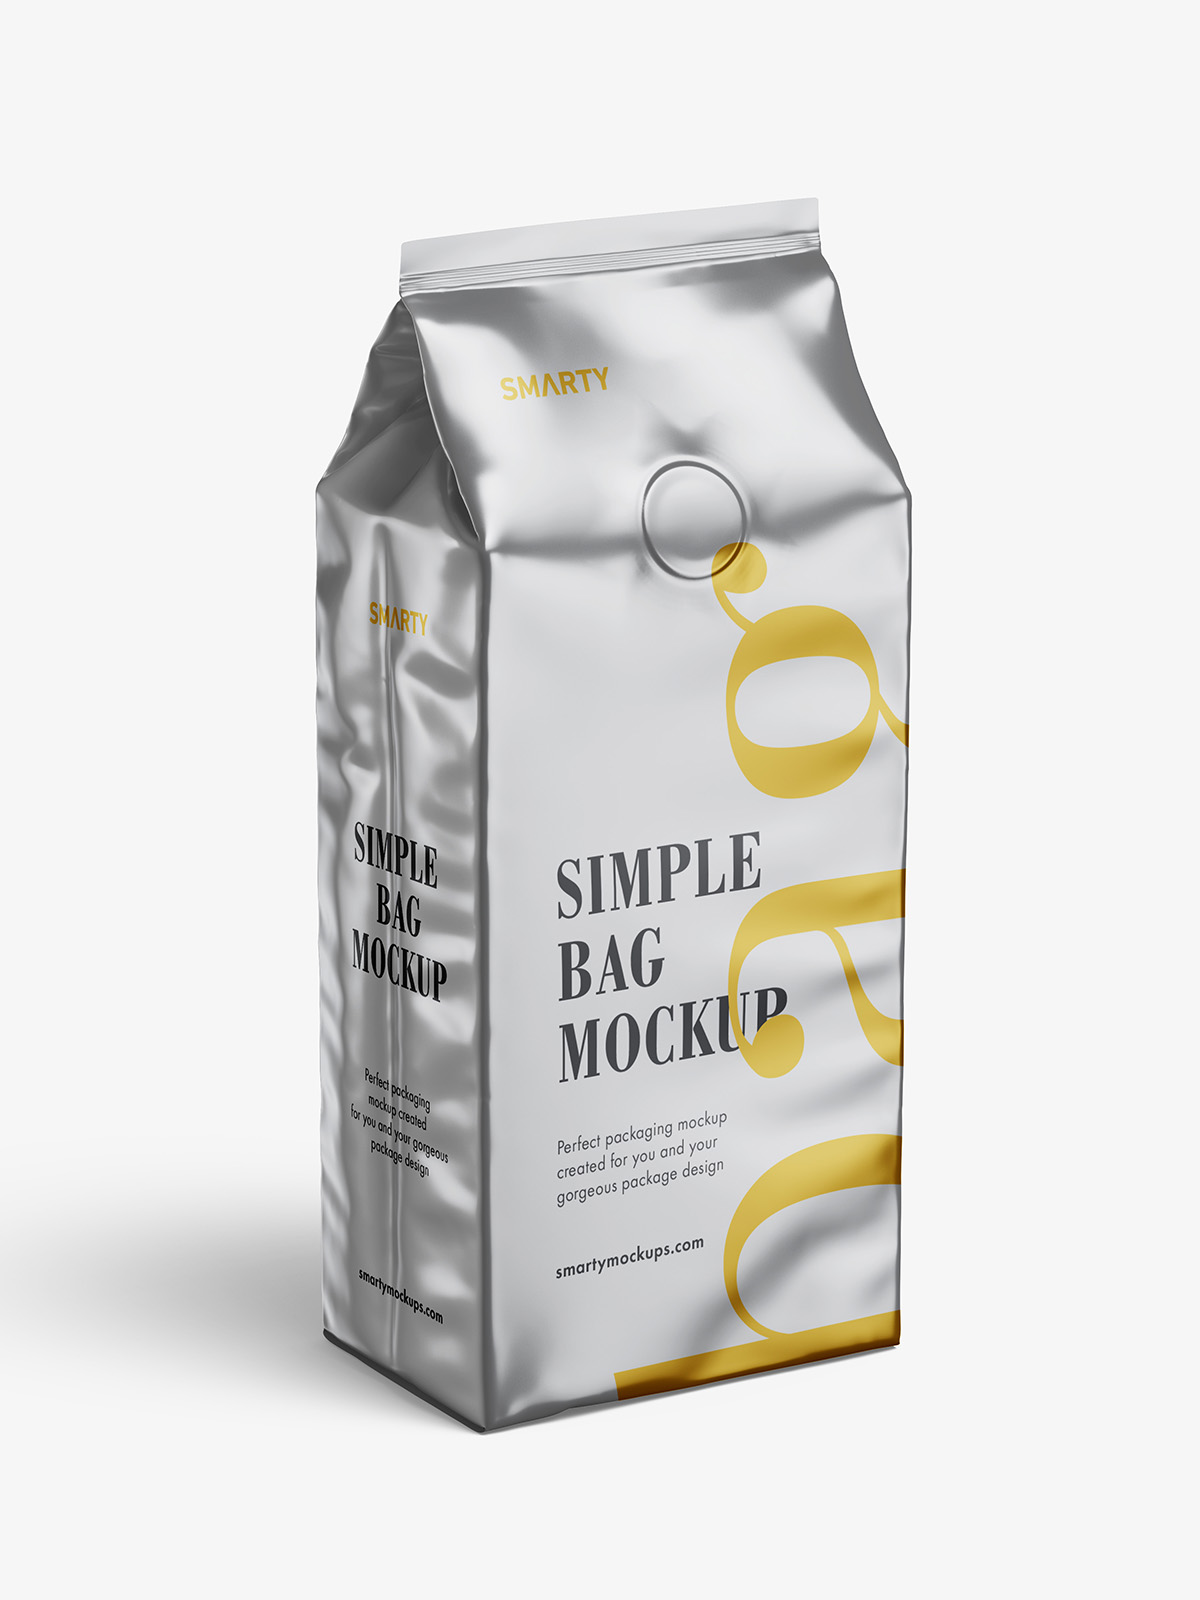 SMARTY
SIMPLE
BAG
MOCKUP
Perfect packaging mockup
created for you and your
gorgeous package design
smartymockups.com
bag
SMARTY
SIMPLE
BAG
MOCKUP
Perfect packaging
mockup created
for you and your gorgeous
package design
smartymockups.com